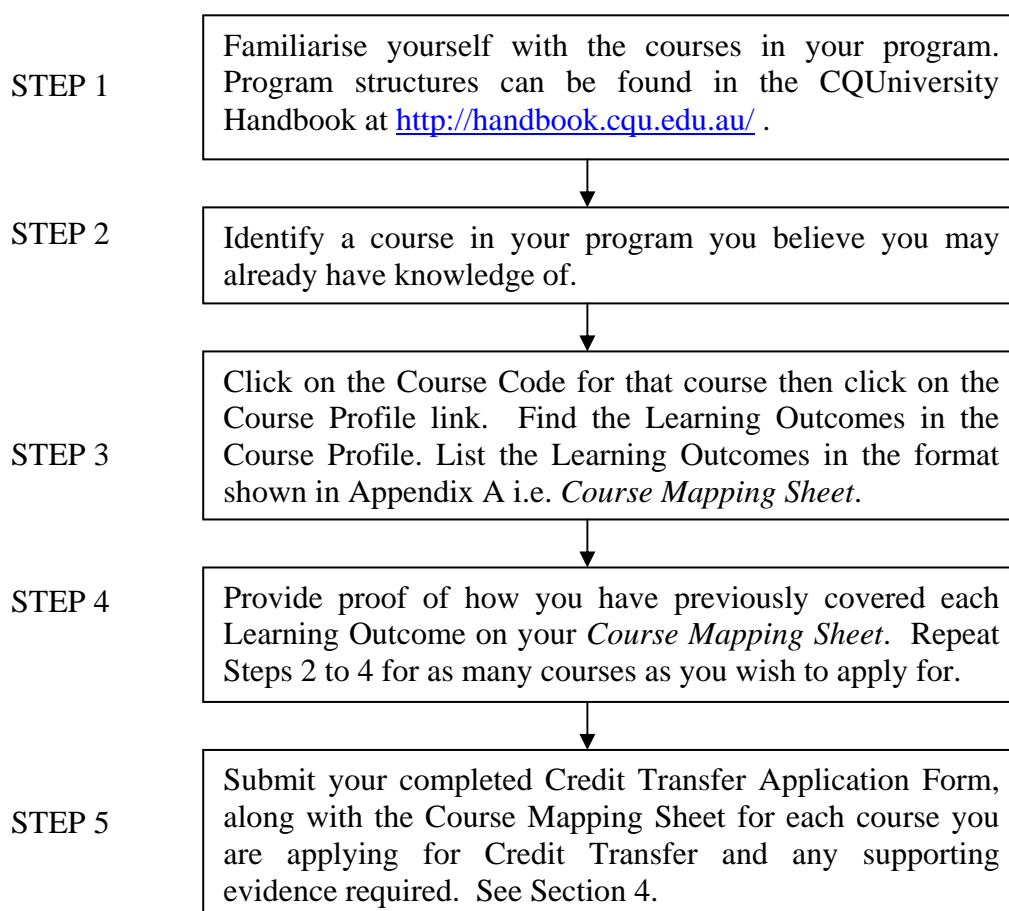 STEP 1
Familiarise yourself with the courses in your program.
Program structures can be found in the CQUniversity
Handbook at http://handbook.cqu.edu.au/ .
STEP 2
Identify a course in your program you believe you may
already have knowledge of.
STEP 3
Click on the Course Code for that course then click on the
Course Profile link. Find the Learning Outcomes in the
Course Profile. List the Learning Outcomes in the format
shown in Appendix A i.e. Course Mapping Sheet.
STEP 4
Provide proof of how you have previously covered each
Learning Outcome on your Course Mapping Sheet. Repeat
Steps 2 to 4 for as many courses as you wish to apply for.
STEP 5
Submit your completed Credit Transfer Application Form,
along with the Course Mapping Sheet for each course you
are applying for Credit Transfer and any supporting
evidence required. See Section 4.